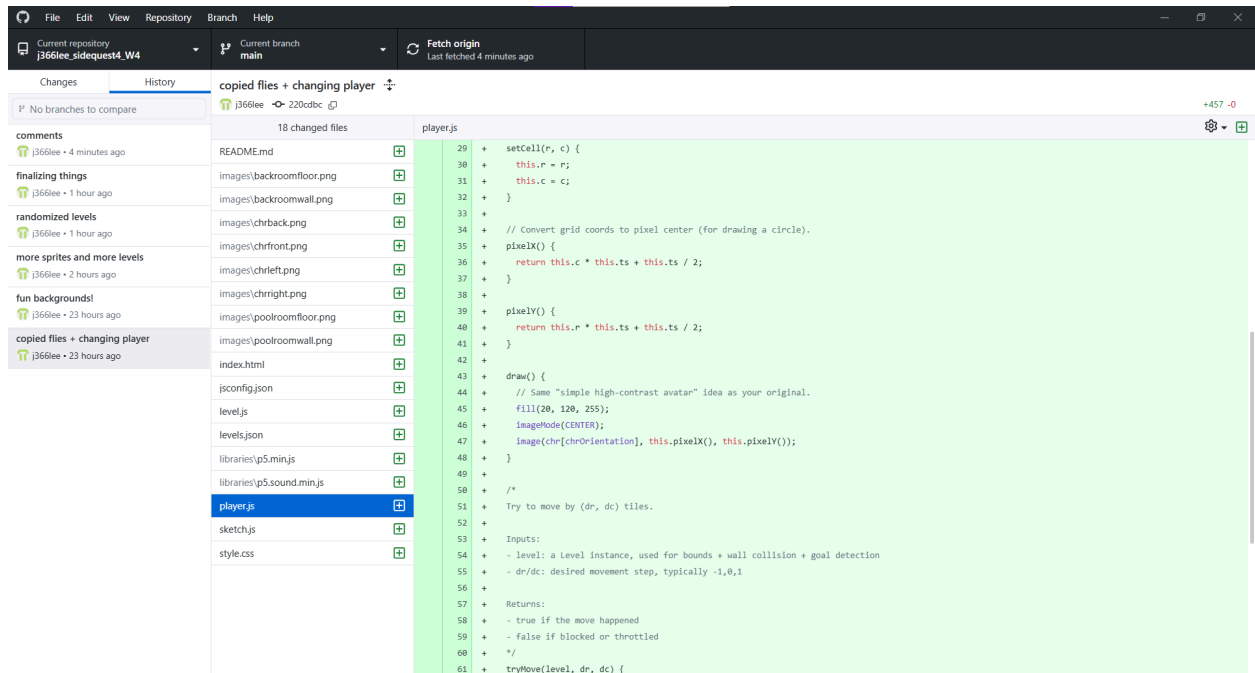 File Edit View Repository Branch Help
Current repository
j366lee_sidequest4_W4
Current branch
main
Fetch origin
Last fetched 4 minutes ago
Changes History
No branches to compare
comments
j366lee • 4 minutes ago
finalizing things
j366lee • 1 hour ago
randomized levels
j366lee • 1 hour ago
more sprites and more levels
j366lee • 2 hours ago
fun backgrounds!
j366lee • 23 hours ago
copied flies + changing player
j366lee • 23 hours ago
copied flies + changing player
j366lee 220cdbc
+457 -0
18 changed files
README.md
images\backroomfloor.png
images\backroomwall.png
images\chrback.png
images\chrfront.png
images\chrleft.png
images\chrright.png
images\poolroomfloor.png
images\poolroomwall.png
index.html
jsconfig.json
level.js
levels.json
libraries\p5.min.js
libraries\p5.sound.min.js
player.js
sketch.js
style.css
player.js
29 + setCell(r, c) {
30 + this.r = r;
31 + this.c = c;
32 + }
33 +
34 + // Convert grid coords to pixel center (for drawing a circle).
35 + pixelX() {
36 + return this.c * this.ts + this.ts / 2;
37 + }
38 +
39 + pixelY() {
40 + return this.r * this.ts + this.ts / 2;
41 + }
42 +
43 + draw() {
44 + // Same "simple high-contrast avatar" idea as your original.
45 + fill(20, 120, 255);
46 + imageMode(CENTER);
47 + image(chr[chrOrientation], this.pixelX(), this.pixelY());
48 + }
49 +
50 + /*
51 + Try to move by (dr, dc) tiles.
52 +
53 + Inputs:
54 + - level: a Level instance, used for bounds + wall collision + goal detection
55 + - dr/dc: desired movement step, typically -1,0,1
56 +
57 + Returns:
58 + - true if the move happened
59 + - false if blocked or throttled
60 + */
61 + tryMove(level, dr, dc) {